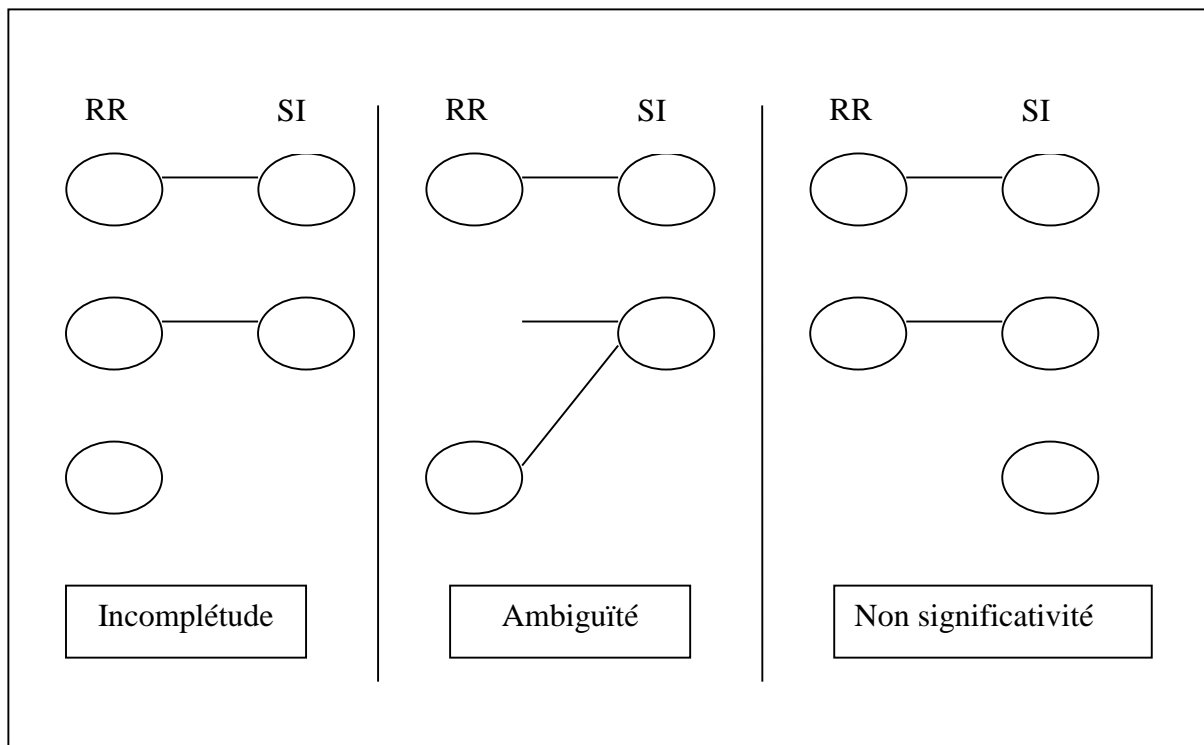 RR SI
Incomplétude
RR SI
Ambiguïté
RR SI
Non significativité